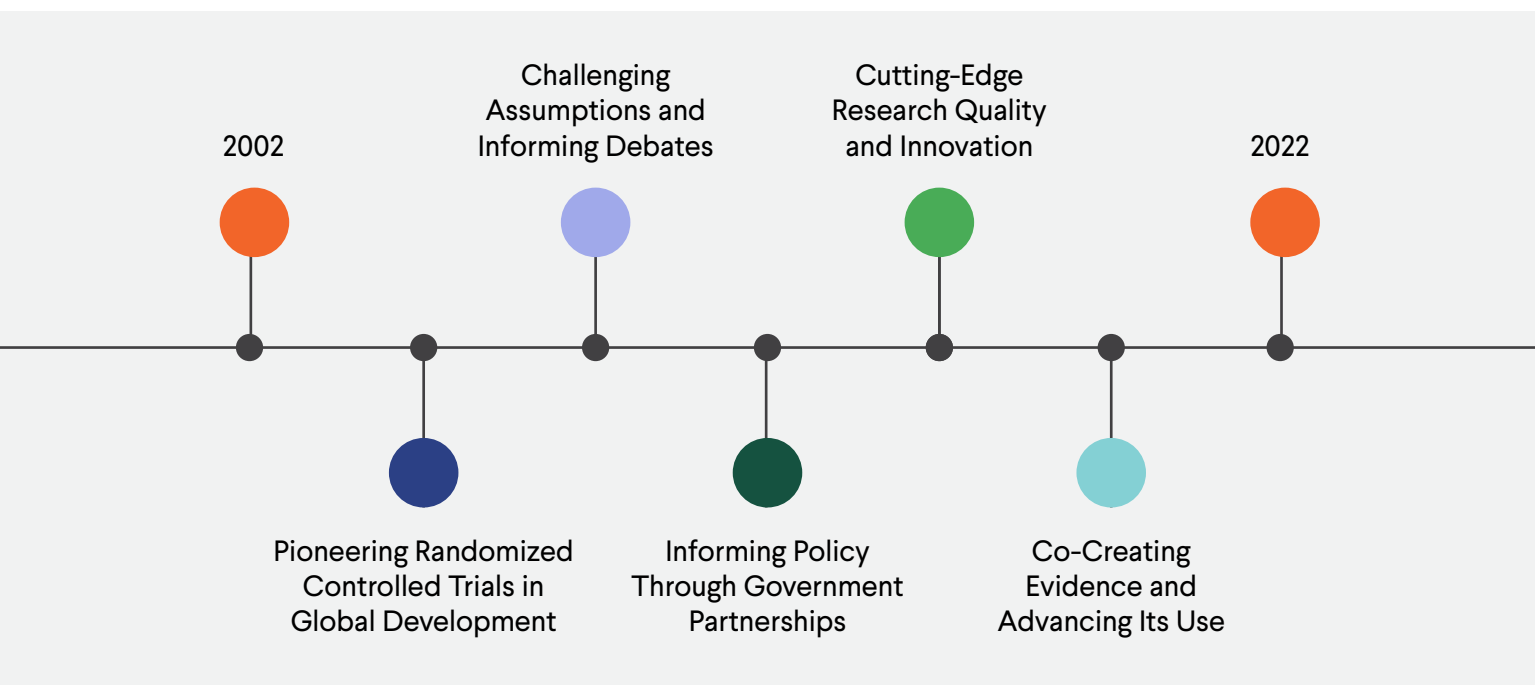 2002
Challenging
Assumptions and
Informing Debates
Cutting-Edge
Research Quality
and Innovation
2022
Pioneering Randomized
Controlled Trials in
Global Development
Informing Policy
Through Government
Partnerships
Co-Creating
Evidence and
Advancing Its Use